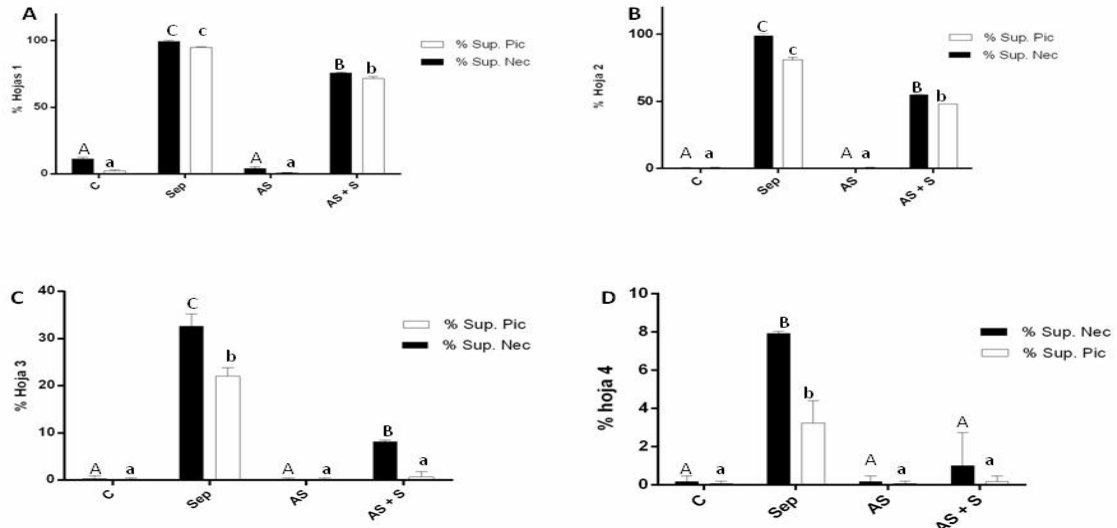 A
% Hojas 1
100
50
0
A a C c A a B b
C Sep AS AS + S
% Sup. Pic
% Sup. Nec
B
% Hoja 2
100
50
0
A a C c A a B b
C Sep AS AS + S
% Sup. Pic
% Sup. Nec
C
% Hoja 3
40
30
20
10
0
A a C b A a B a
C Sep AS AS + S
% Sup. Pic
% Sup. Nec
D
% hoja 4
10
8
6
4
2
0
A a B b A a A a
C Sep AS AS + S
% Sup. Nec
% Sup. Pic